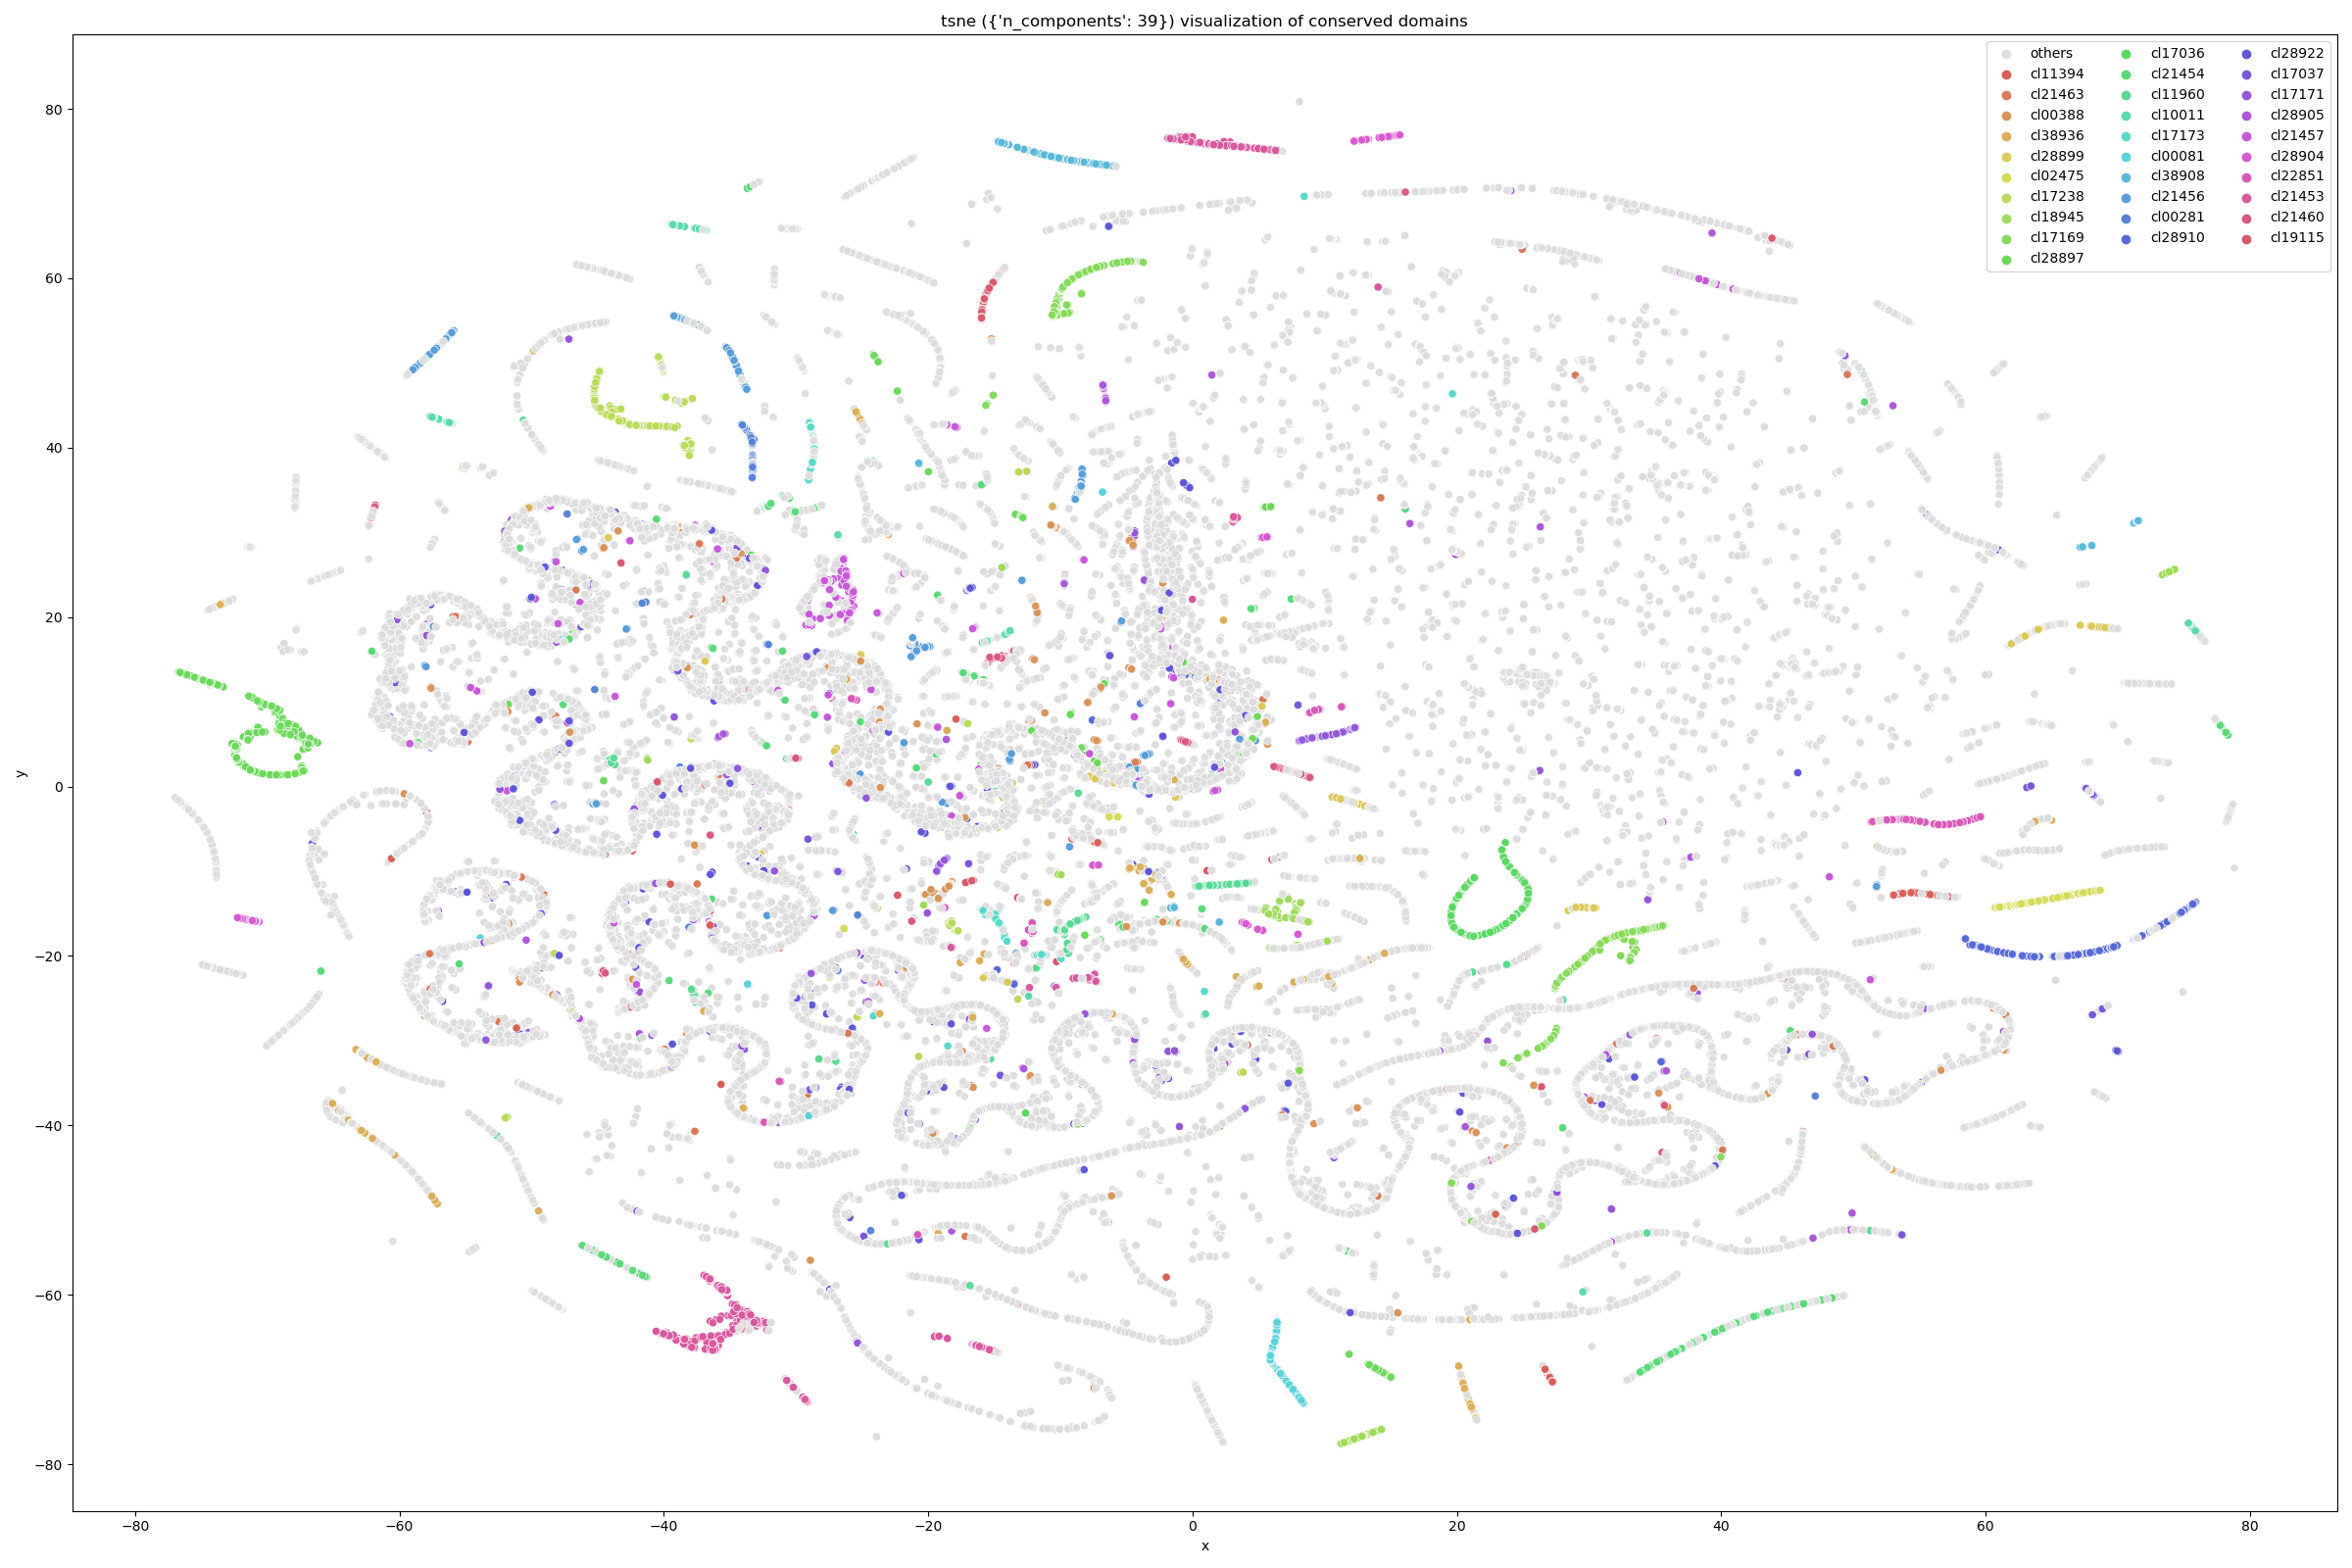 tsne ({'n_components': 39}) visualization of conserved domains
others
cl11394
cl21463
cl00388
cl38936
cl28899
cl02475
cl17238
cl18945
cl17169
cl28897
cl17036
cl21454
cl11960
cl10011
cl17173
cl00081
cl38908
cl21456
cl00281
cl28910
cl28922
cl17037
cl17171
cl28905
cl21457
cl28904
cl22851
cl21453
cl21460
cl19115
80
60
40
20
0
−20
−40
−60
−80
y
−80
−60
−40
−20
0
20
40
60
80
x